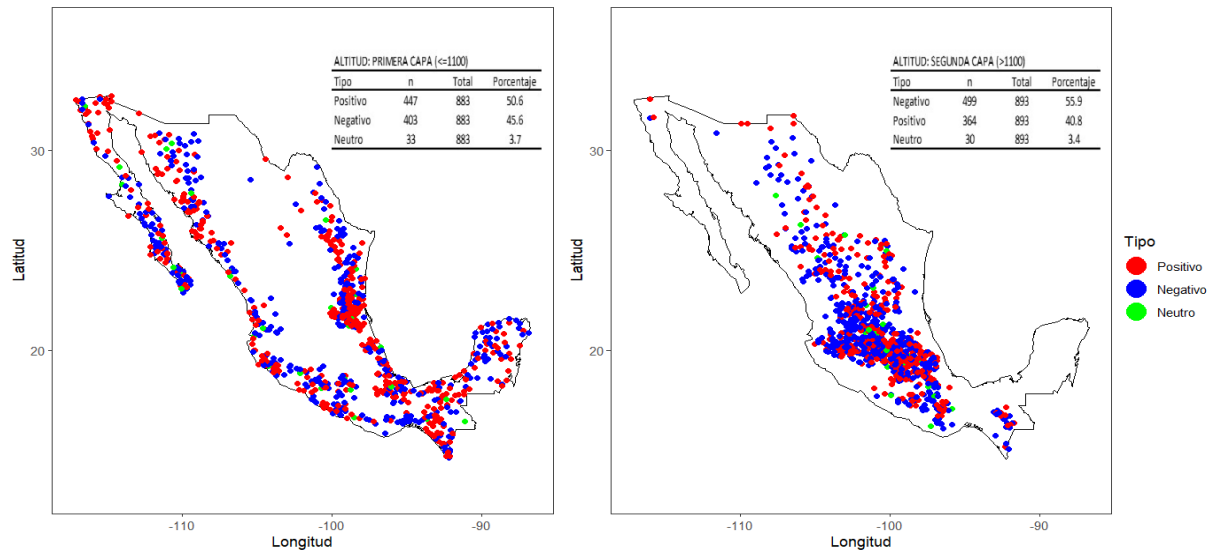 ALTITUD: PRIMERA CAPA (<=1100)
Tipo n Total Porcentaje
Positivo 447 883 50.6
Negativo 403 883 45.6
Neutro 33 883 3.7
30
20
Latitud
-110 -100 -90
Longitud
ALTITUD: SEGUNDA CAPA (>1100)
Tipo n Total Porcentaje
Negativo 499 893 55.9
Positivo 364 893 40.8
Neutro 30 893 3.4
30
20
Latitud
-110 -100 -90
Longitud
Tipo
Positivo
Negativo
Neutro